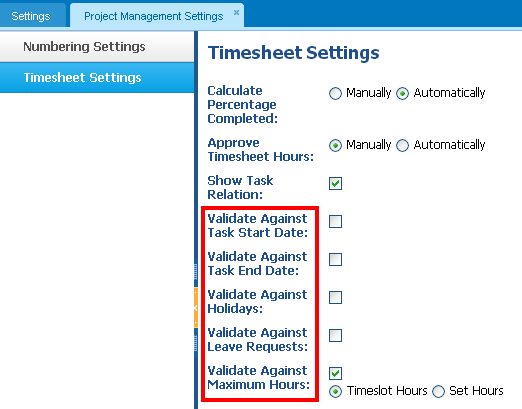 Settings
Project Management Settings
Numbering Settings
Timesheet Settings
Timesheet Settings
Calculate
Percentage
Completed:
Manually
Automatically
Approve
Timesheet Hours:
Manually
Automatically
Show Task
Relation:
Validate Against
Task Start Date:
Validate Against
Task End Date:
Validate Against
Holidays:
Validate Against
Leave Requests:
Validate Against
Maximum Hours:
Timeslot Hours
Set Hours